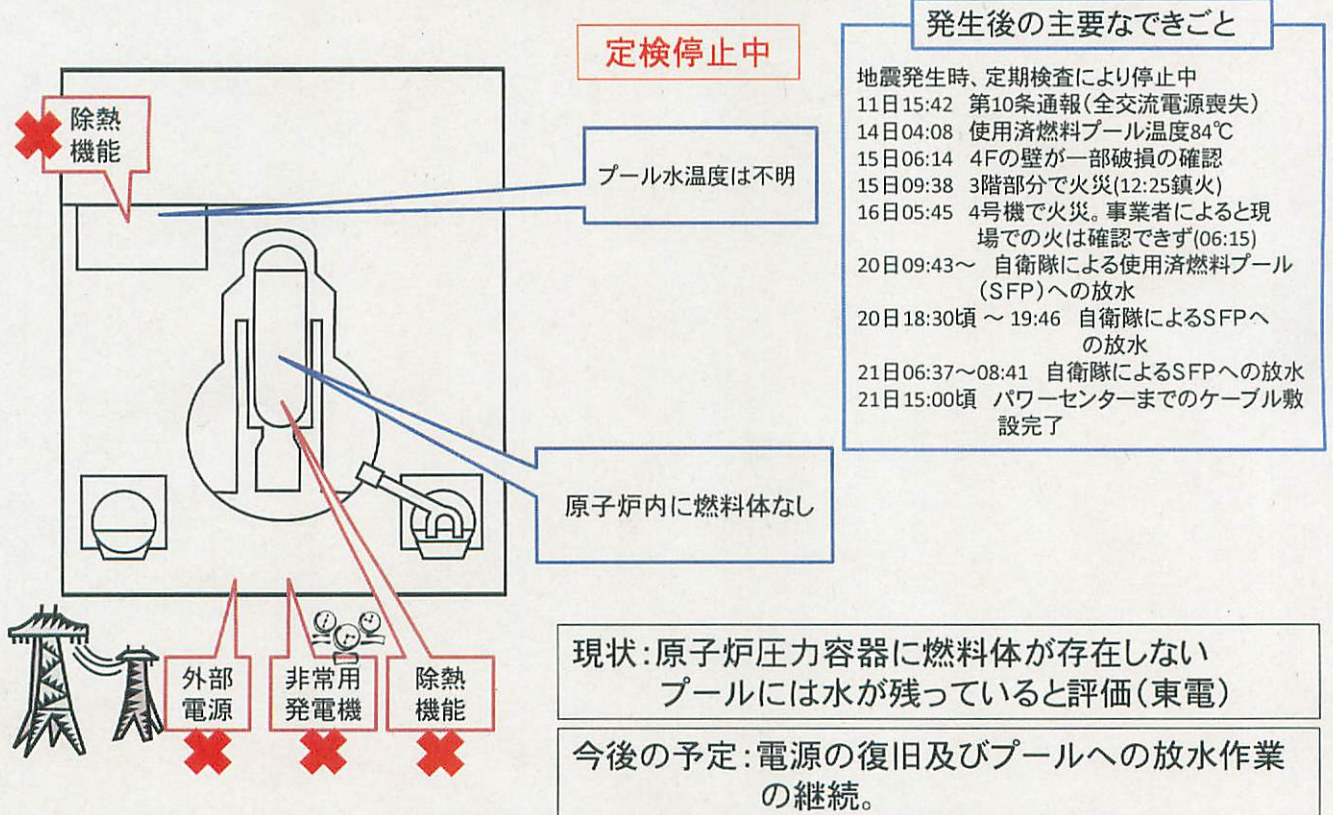 定検停止中
発生後の主要なできごと
地震発生時、定期検査により停止中
11日15:42 第10条通報(全交流電源喪失)
14日04:08 使用済燃料プール温度84℃
15日06:14 4Fの壁が一部破損の確認
15日09:38 3階部分で火災(12:25鎮火)
16日05:45 4号機で火災。事業者によると現
場での火は確認できず(06:15)
20日09:43～ 自衛隊による使用済燃料プール
(SFP)への放水
20日18:30頃 ～ 19:46 自衛隊によるSFPへ
の放水
21日06:37～08:41 自衛隊によるSFPへの放水
21日15:00頃 パワーセンターまでのケーブル敷
設完了
除熱
機能
プール水温度は不明
原子炉内に燃料体なし
外部
電源
非常用
発電機
除熱
機能
現状:原子炉圧力容器に燃料体が存在しない
プールには水が残っていると評価(東電)
今後の予定:電源の復旧及びプールへの放水作業
の継続。